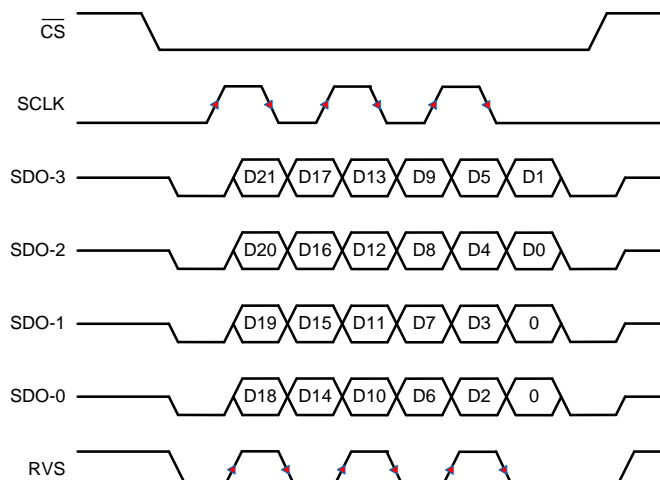 CS
SCLK
SDO-3 D21 D17 D13 D9 D5 D1
SDO-2 D20 D16 D12 D8 D4 D0
SDO-1 D19 D15 D11 D7 D3 0
SDO-0 D18 D14 D10 D6 D2 0
RVS